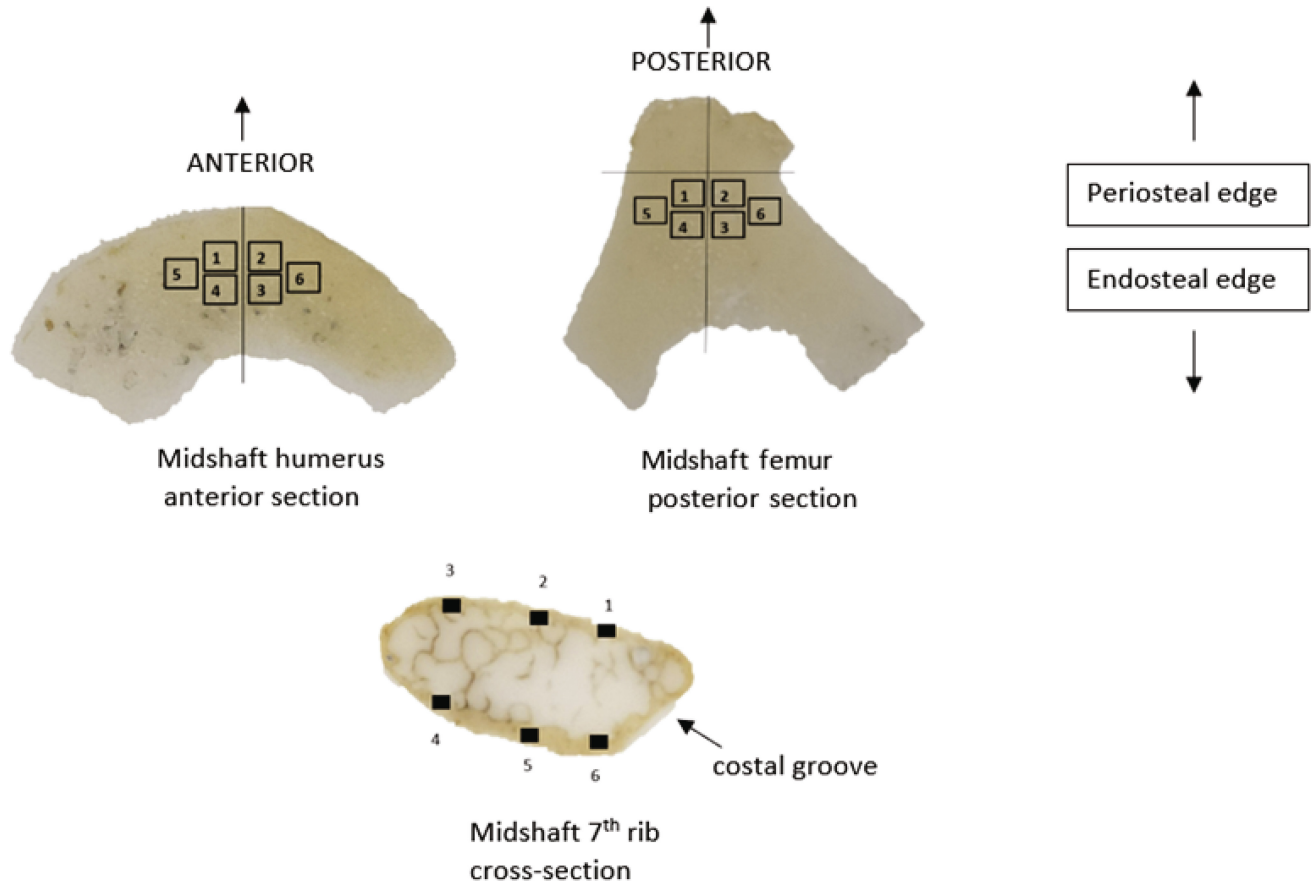 POSTERIOR
ANTERIOR
1 2
5 6
4 3
1 2
5 6
4 3
Periosteal edge
Endosteal edge
Midshaft humerus
anterior section
Midshaft femur
posterior section
3 2 1
4 5 6
costal groove
Midshaft 7th rib
cross-section